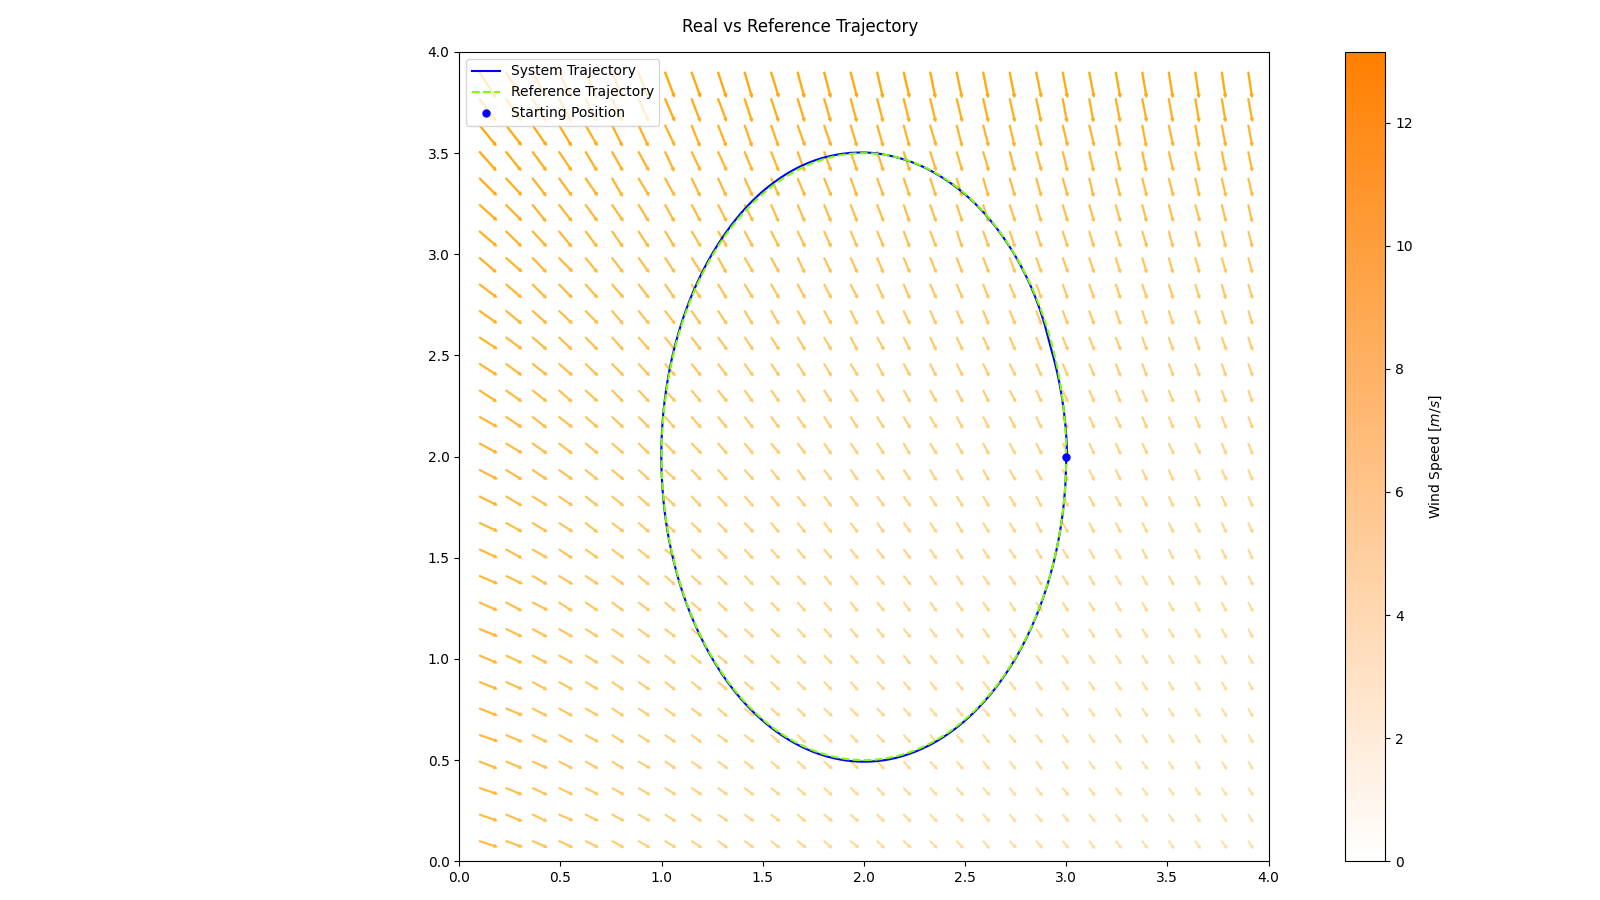 Real vs Reference Trajectory
System Trajectory
Reference Trajectory
Starting Position
4.0
3.5
3.0
2.5
2.0
1.5
1.0
0.5
0.0
0.0 0.5 1.0 1.5 2.0 2.5 3.0 3.5 4.0
12
10
8
6
4
2
0
Wind Speed [m/s]